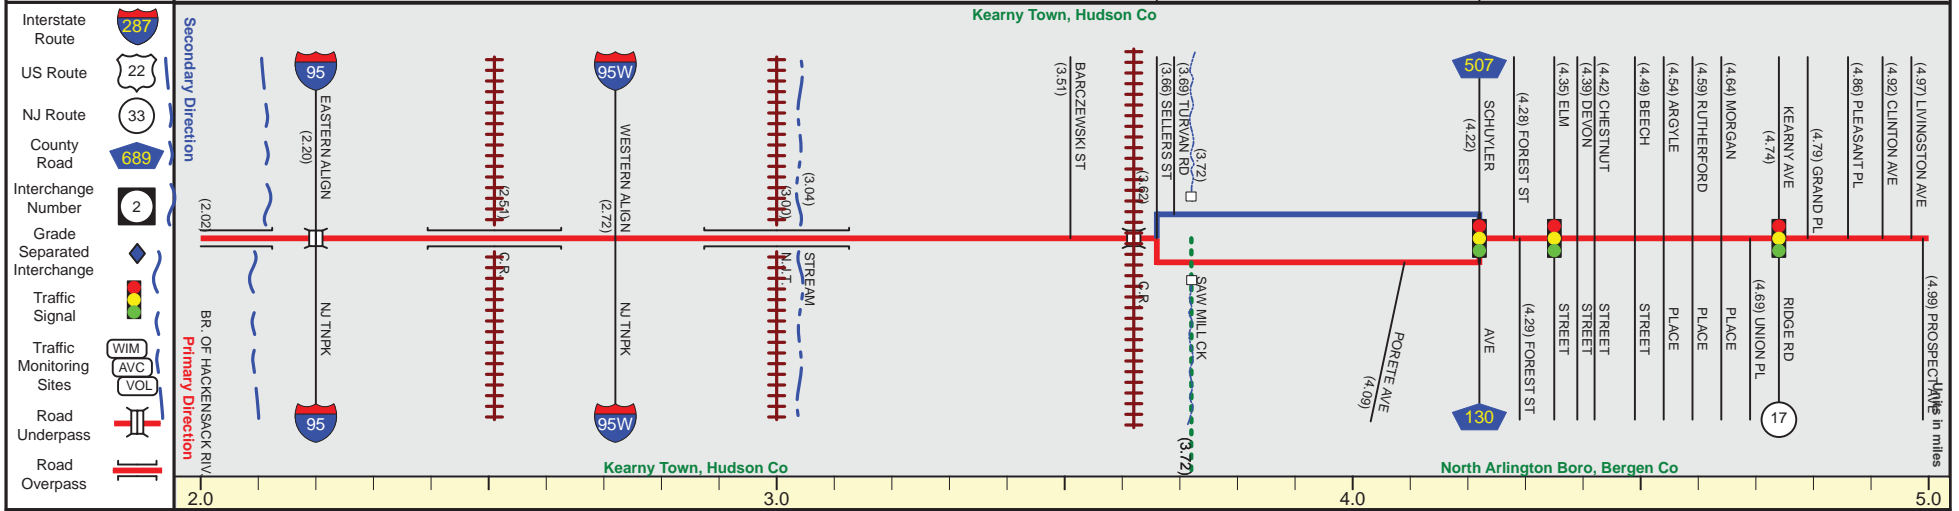 Interstate
Route
287
US Route
22
NJ Route
33
County
Road
689
Interchange
Number
2
Grade
Separated
Interchange
Traffic
Signal
Traffic
Monitoring
Sites
WIM
AVC
VOL
Road
Underpass
Road
Overpass
Secondary Direction
Primary Direction
Kearny Town, Hudson Co
(2.02)
BR. OF HACKENSACK RIV.
95
EASTERN ALIGN
(2.20)
NJ TNPK
95
(2.51)
C.R.
95W
WESTERN ALIGN
(2.72)
NJ TNPK
95W
(3.00)
N.J.T.
(3.04)
STREAM
BARCZEWSKI ST
(3.51)
(3.62)
C.R.
(3.66) SELLERS ST
(3.69) TURVAN RD
(3.72)
SAW MILL CK
(3.72)
PORETE AVE
(4.09)
507
SCHUYLER
(4.22)
AVE
130
(4.28) FOREST ST
(4.29) FOREST ST
(4.35) ELM
STREET
(4.39) DEVON
STREET
(4.42) CHESTNUT
STREET
(4.49) BEECH
STREET
(4.54) ARGYLE
PLACE
(4.59) RUTHERFORD
PLACE
(4.64) MORGAN
PLACE
(4.69) UNION PL
KEARNY AVE
(4.74)
RIDGE RD
17
(4.79) GRAND PL
(4.86) PLEASANT PL
(4.92) CLINTON AVE
(4.97) LIVINGSTON AVE
(4.99) PROSPECT AVE
Units in miles
Kearny Town, Hudson Co
North Arlington Boro, Bergen Co
2.0
3.0
4.0
5.0